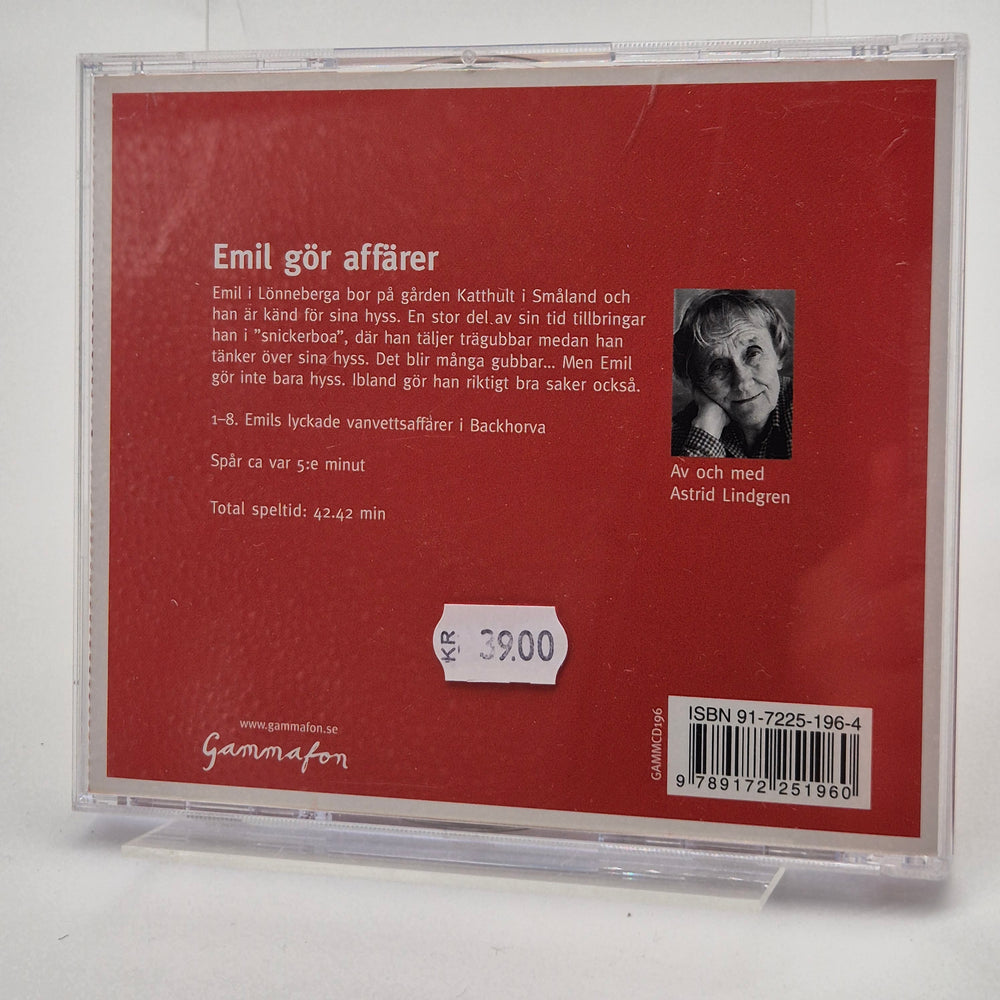 Emil gör affärer
Emil i Lönneberga bor på gården Katthult i Småland och
han är känd för sina hyss. En stor del av sin tid tillbringar
han i "snickerboa", där han täljer trägubbar medan han
tänker över sina hyss. Det blir många gubbar... Men Emil
gör inte bara hyss. Ibland gör han riktigt bra saker också.
1–8. Emils lyckade vanvettsaffärer i Backhorva
Spår ca var 5:e minut
Total speltid: 42.42 min
Av och med
Astrid Lindgren
KR 39.00
www.gammafon.se
Gammafon
GAMMCD196
ISBN 91-7225-196-4
9 789172 251960